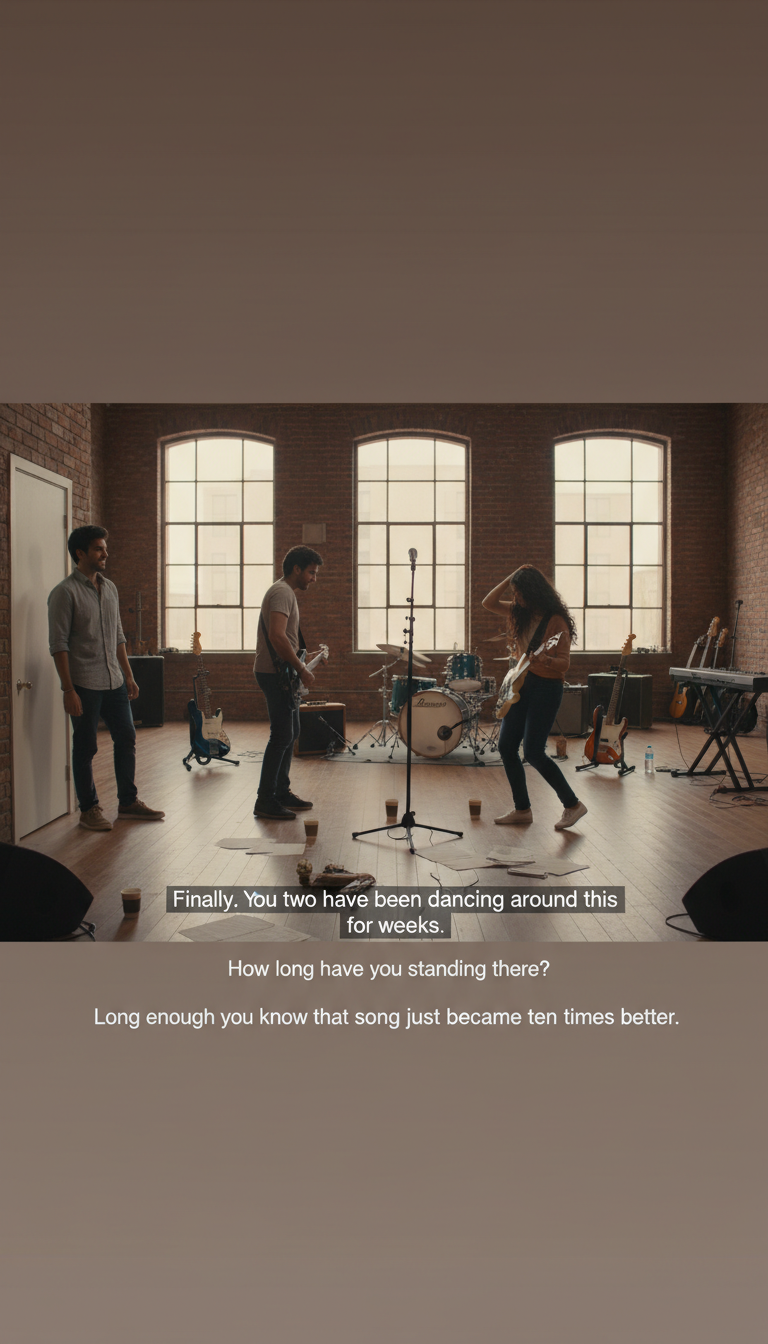 Finally. You two have been dancing around this
for weeks.
How long have you standing there?
Long enough you know that song just became ten times better.